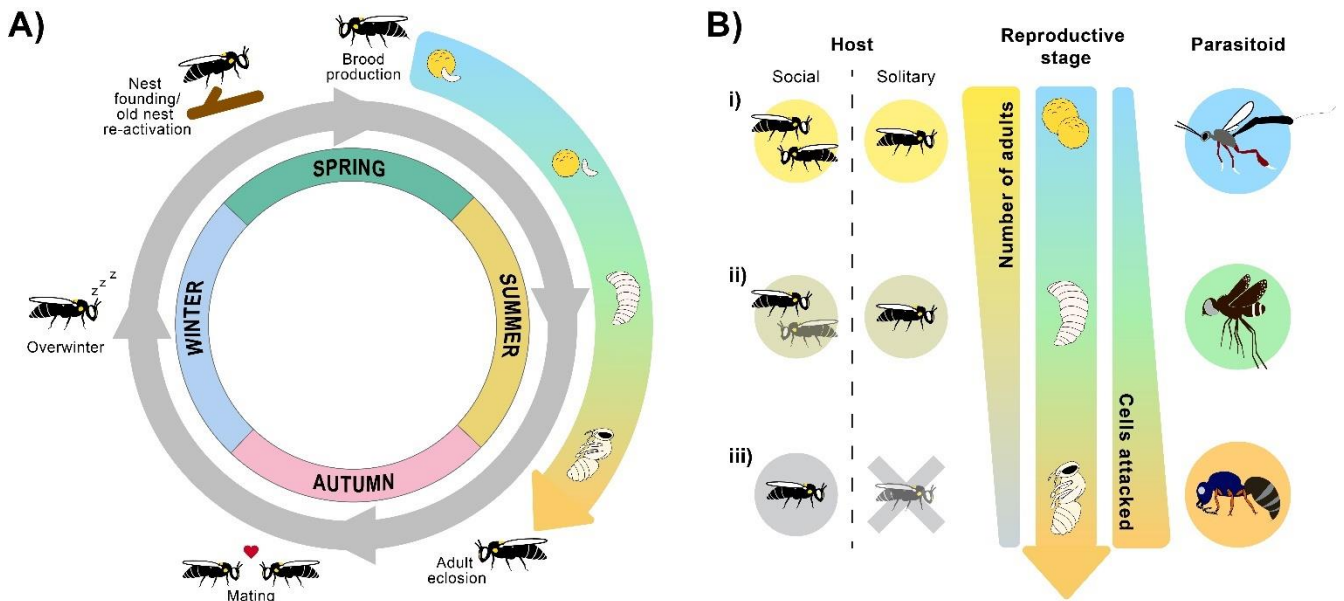 A)
Brood
production
Nest
founding/
old nest
re-activation
SPRING
SUMMER
WINTER
AUTUMN
z z z
Overwinter
Mating
Adult
eclosion
B)
Host
Reproductive
stage
Parasitoid
Social
Solitary
i)
ii)
iii)
Number of adults
Cells attacked